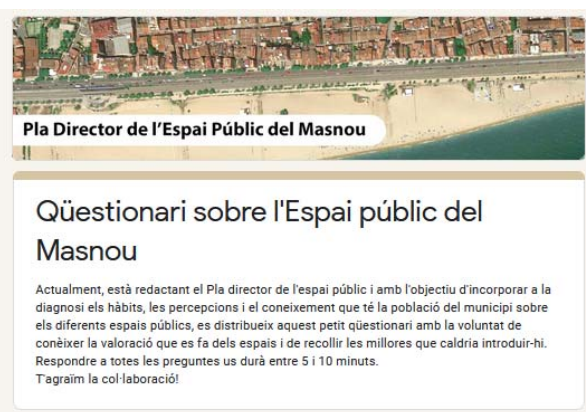 Pla Director de l'Espai Públic del Masnou
Qüestionari sobre l'Espai públic del
Masnou
Actualment, està redactant el Pla director de l'espai públic i amb l'objectiu d'incorporar a la
diagnosi els hàbits, les percepcions i el coneixement que té la població del municipi sobre
els diferents espais públics, es distribueix aquest petit qüestionari amb la voluntat de
conèixer la valoració que es fa dels espais i de recollir les millores que caldria introduir-hi.
Respondre a totes les preguntes us durà entre 5 i 10 minuts.
T'agraïm la col·laboració!